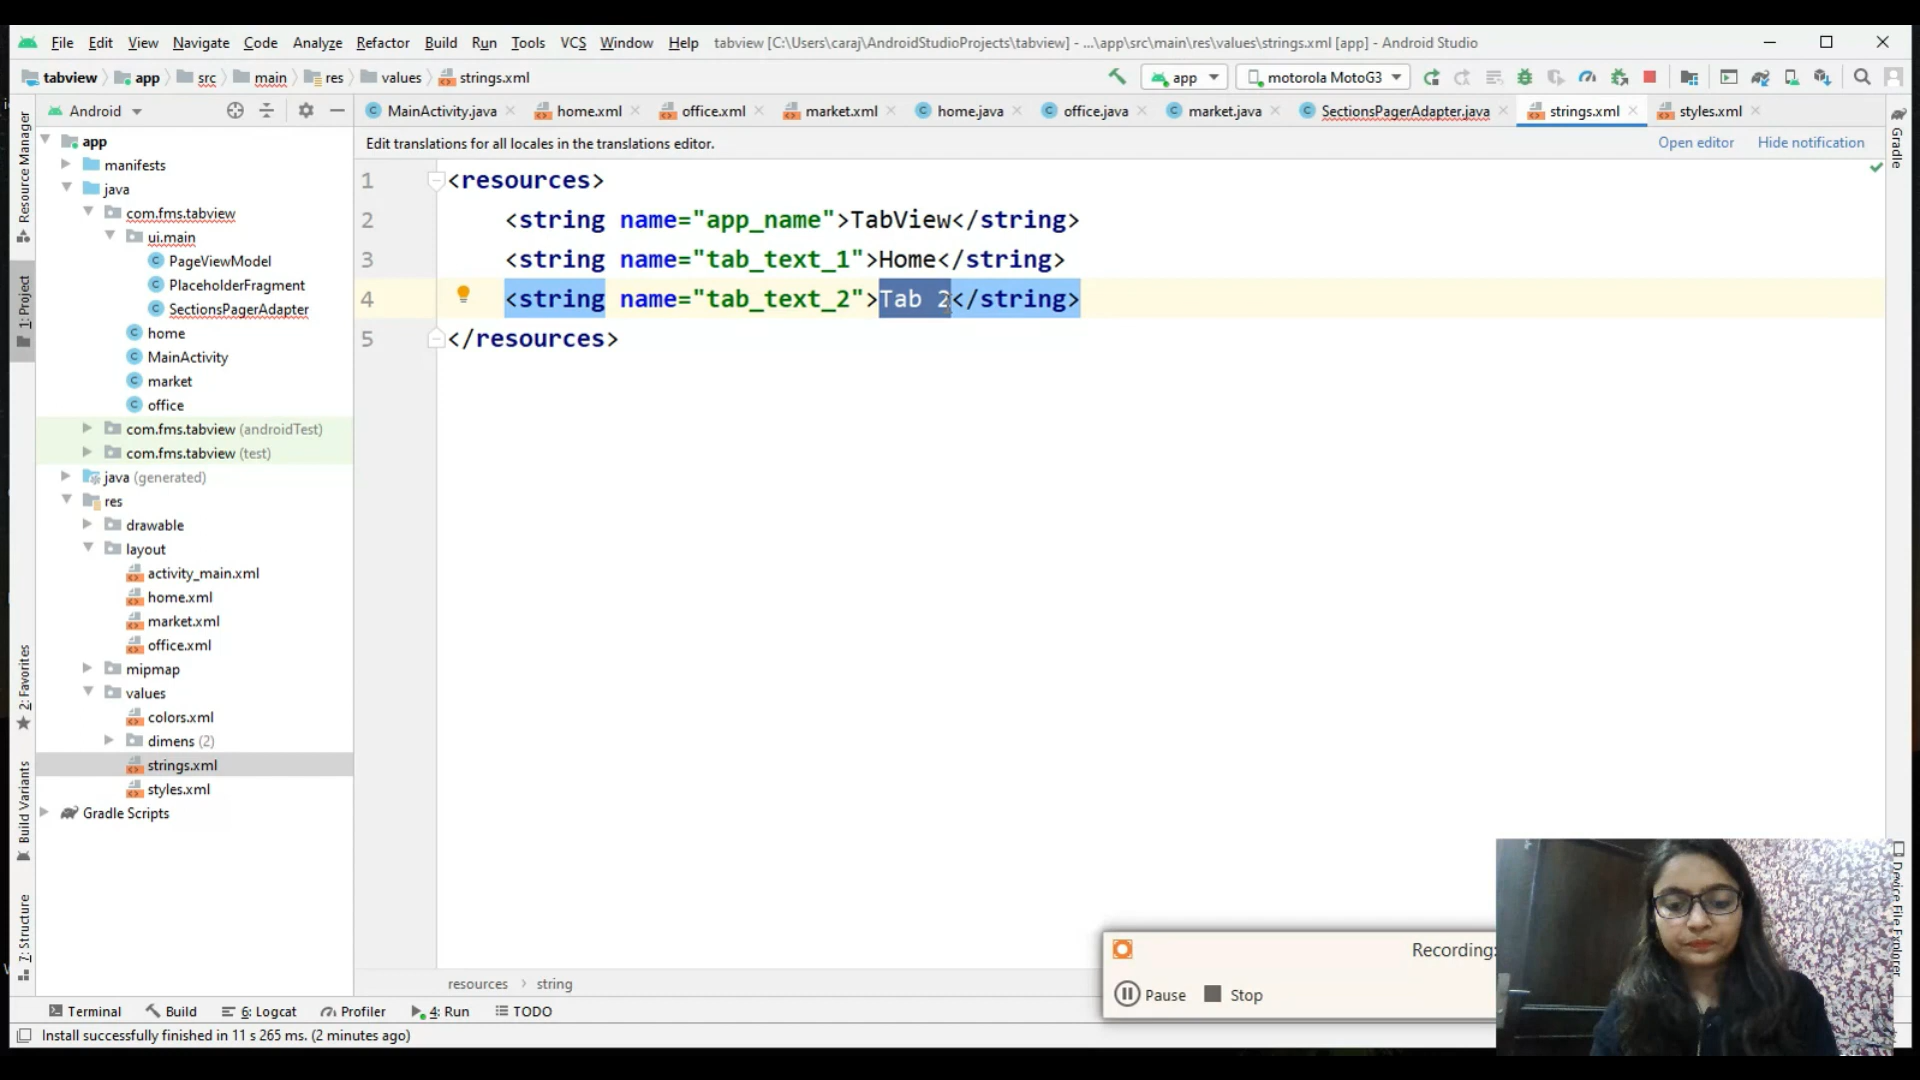 File Edit View Navigate Code Analyze Refactor Build Run Tools VCS Window Help tabview [C:\Users\caraj\AndroidStudioProjects\tabview] - ...\app\src\main\res\values\strings.xml [app] - Android Studio
tabview app src main res values strings.xml app motorola MotoG3
Android MainActivity.java home.xml office.xml market.xml home.java office.java market.java SectionsPagerAdapter.java strings.xml styles.xml
Edit translations for all locales in the translations editor. Open editor Hide notification
Resource Manager
1: Project
2: Favorites
Build Variants
7: Structure
app
manifests
java
com.fms.tabview
ui.main
PageViewModel
PlaceholderFragment
SectionsPagerAdapter
home
MainActivity
market
office
com.fms.tabview (androidTest)
com.fms.tabview (test)
java (generated)
res
drawable
layout
activity_main.xml
home.xml
market.xml
office.xml
mipmap
values
colors.xml
dimens (2)
strings.xml
styles.xml
Gradle Scripts
1 <resources>
2 <string name="app_name">TabView</string>
3 <string name="tab_text_1">Home</string>
4 <string name="tab_text_2">Tab 2</string>
5 </resources>
Gradle
Device File Explorer
resources › string
Recording:
Pause Stop
Terminal Build 6: Logcat Profiler 4: Run TODO
Install successfully finished in 11 s 265 ms. (2 minutes ago)